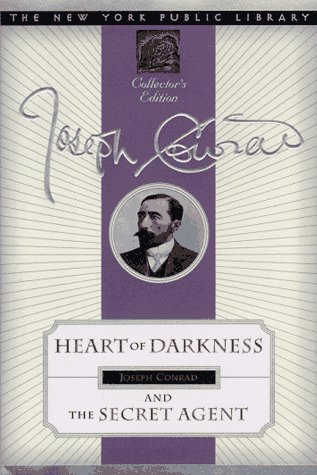 THE NEW YORK PUBLIC LIBRARY
Collector's
Edition
Joseph Conrad
HEART OF DARKNESS
JOSEPH CONRAD
AND
THE SECRET AGENT